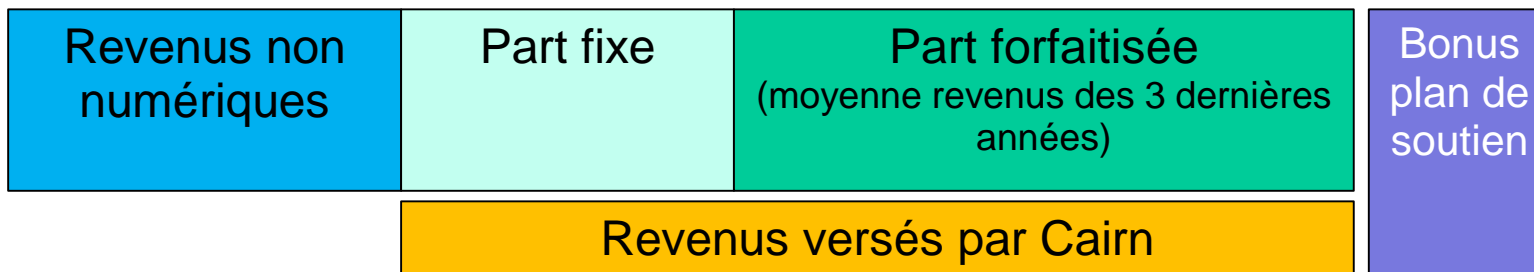 Revenus non
numériques
Part fixe
Part forfaitisée
(moyenne revenus des 3 dernières
années)
Bonus
plan de
soutien
Revenus versés par Cairn